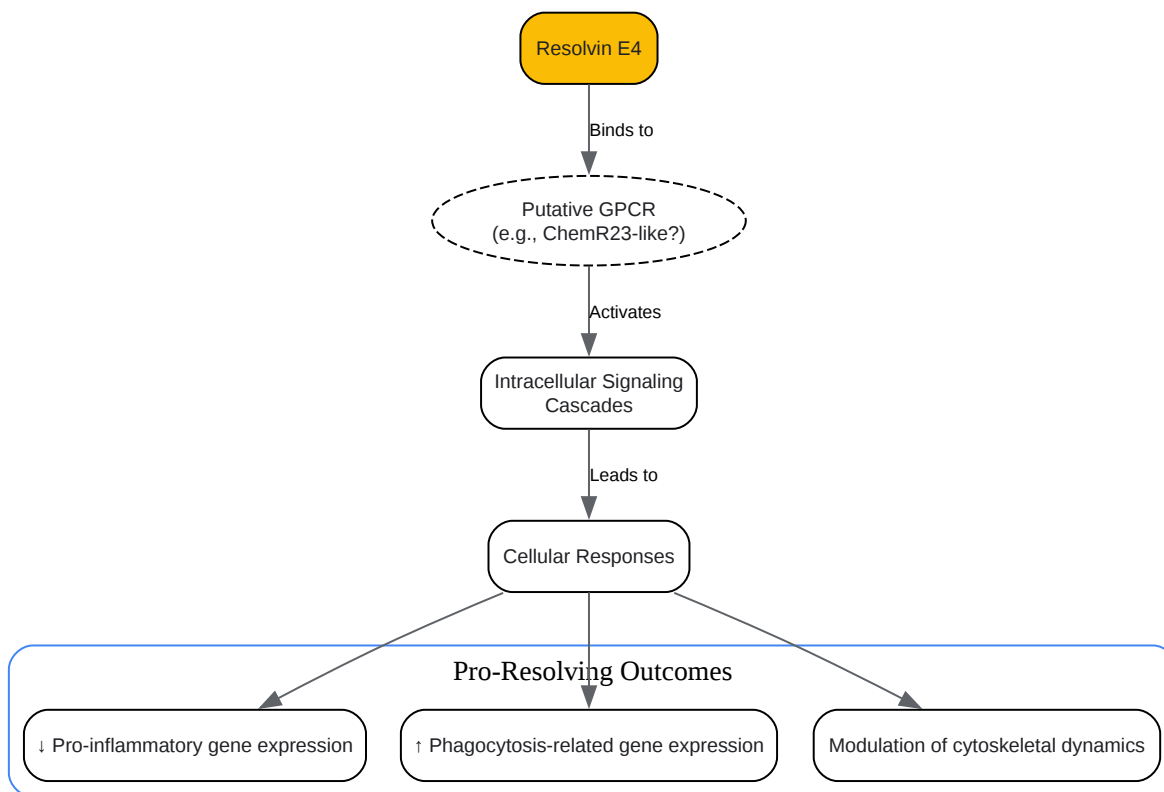 Resolvin E4
Binds to
Putative GPCR
(e.g., ChemR23-like?)
Activates
Intracellular Signaling
Cascades
Leads to
Cellular Responses
Pro-Resolving Outcomes
↓ Pro-inflammatory gene expression
↑ Phagocytosis-related gene expression
Modulation of cytoskeletal dynamics